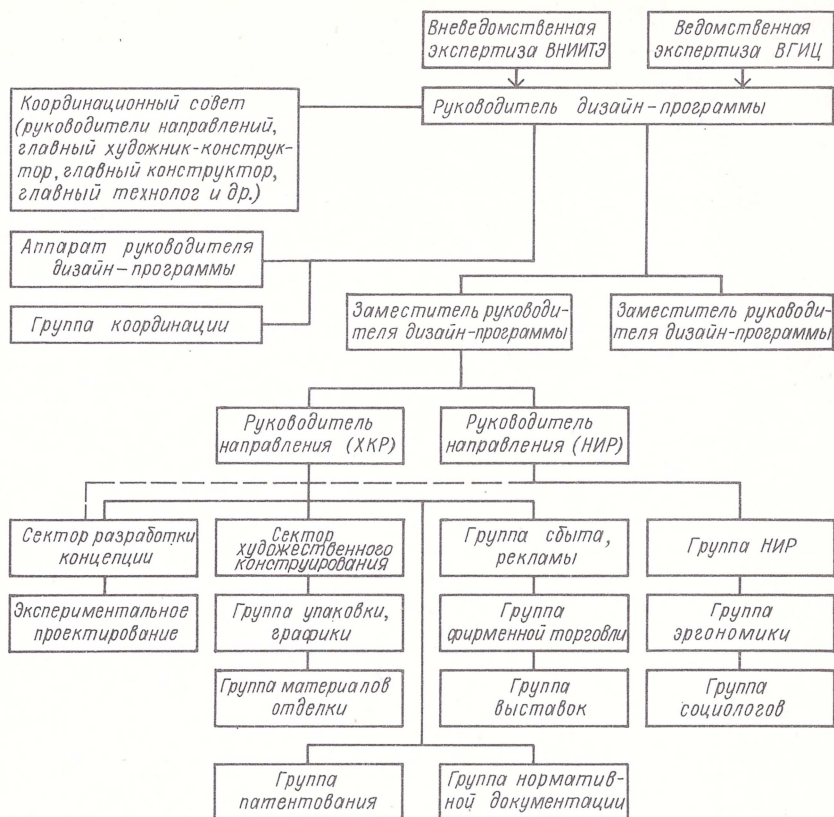 Вневедомственная
экспертиза ВНИИТЭ
Ведомственная
экспертиза ВГИЦ
Координационный совет
(руководители направлений,
главный художник-конструк-
тор, главный конструктор,
главный технолог и др.)
Руководитель дизайн-программы
Аппарат руководителя
дизайн-программы
Группа координации
Заместитель руководи-
теля дизайн-программы
Заместитель руководи-
теля дизайн-программы
Руководитель
направления (ХКР)
Руководитель
направления (НИР)
Сектор разработки
концепции
Сектор
художественного
конструирования
Группа сбыта,
рекламы
Группа НИР
Экспериментальное
проектирование
Группа упаковки,
графики
Группа
фирменной торговли
Группа
эргономики
Группа материалов
отделки
Группа
выставок
Группа
социологов
Группа
патентования
Группа норматив-
ной документации